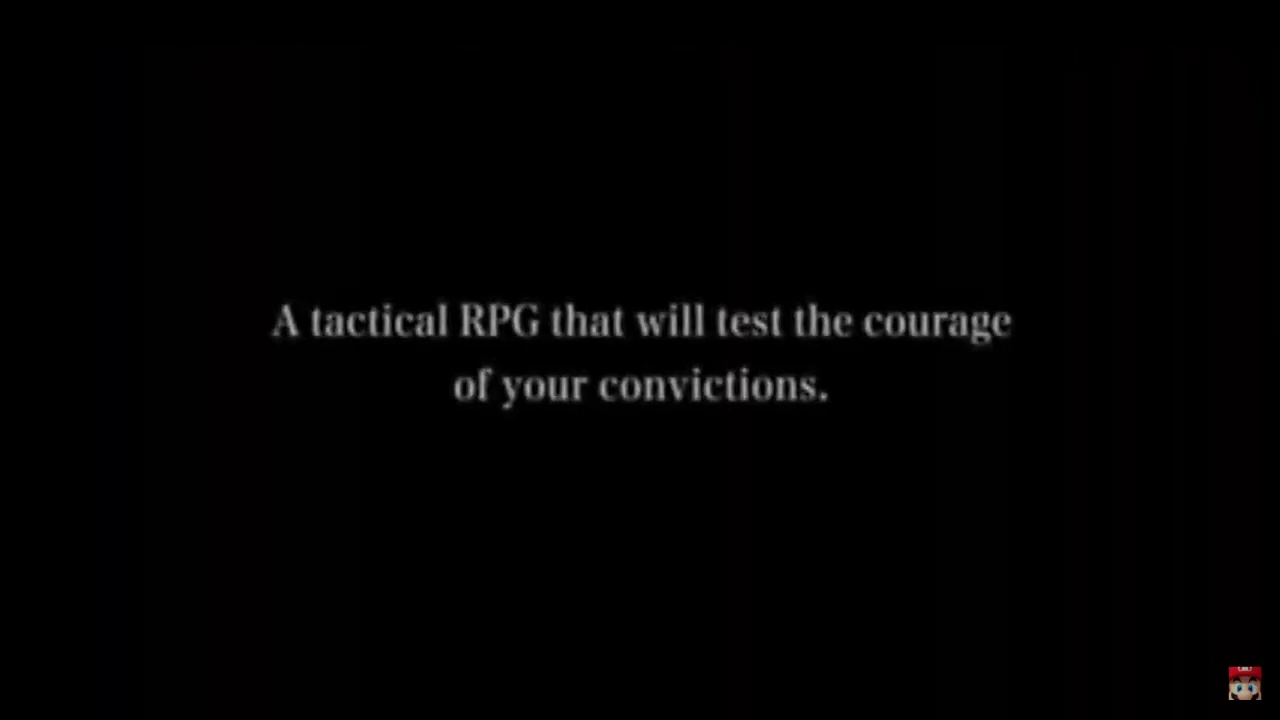 A tactical RPG that will test the courage
of your convictions.